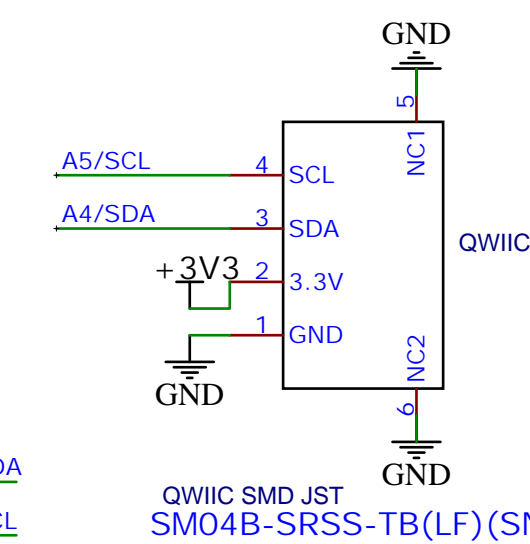 GND
5
NC1
A5/SCL
4
SCL
A4/SDA
3
SDA
QWIIC
+3V3
2
3.3V
1
GND
GND
NC2
6
GND
QWIIC SMD JST
SM04B-SRSS-TB(LF)(SN